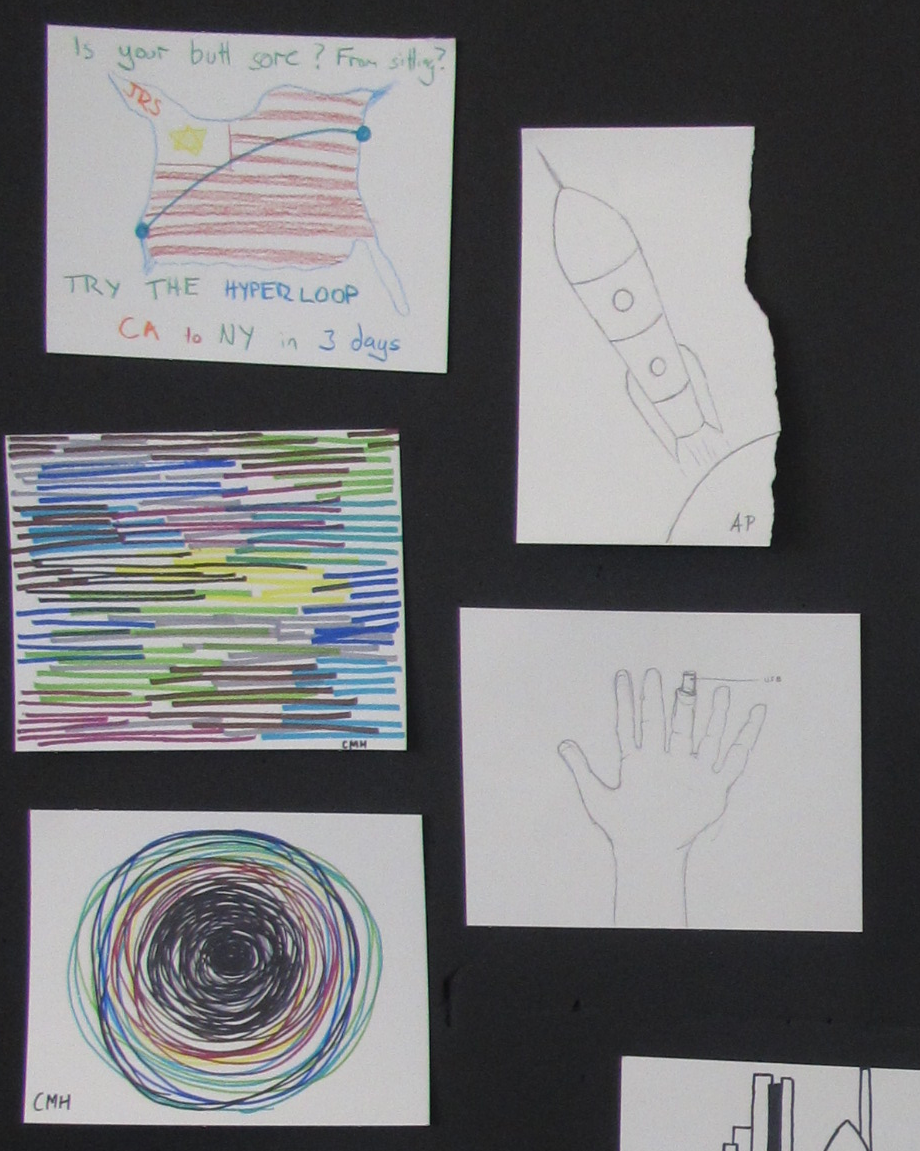 Is your butt sore? From sitting?
JRS
TRY THE HYPERLOOP
CA to NY in 3 days
AP
CMH
USB
CMH